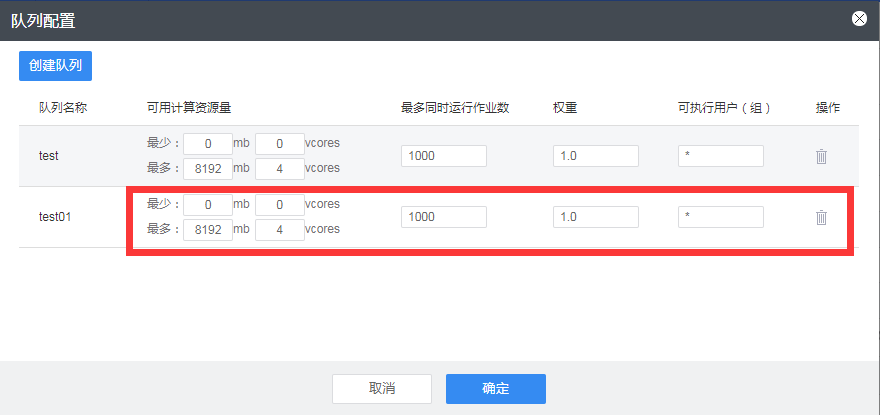 队列配置
创建队列
队列名称 可用计算资源量 最多同时运行作业数 权重 可执行用户（组） 操作
最少： 0 mb 0 vcores
test 1000 1.0 *
最多： 8192 mb 4 vcores
最少： 0 mb 0 vcores
test01 1000 1.0 *
最多： 8192 mb 4 vcores
取消 确定